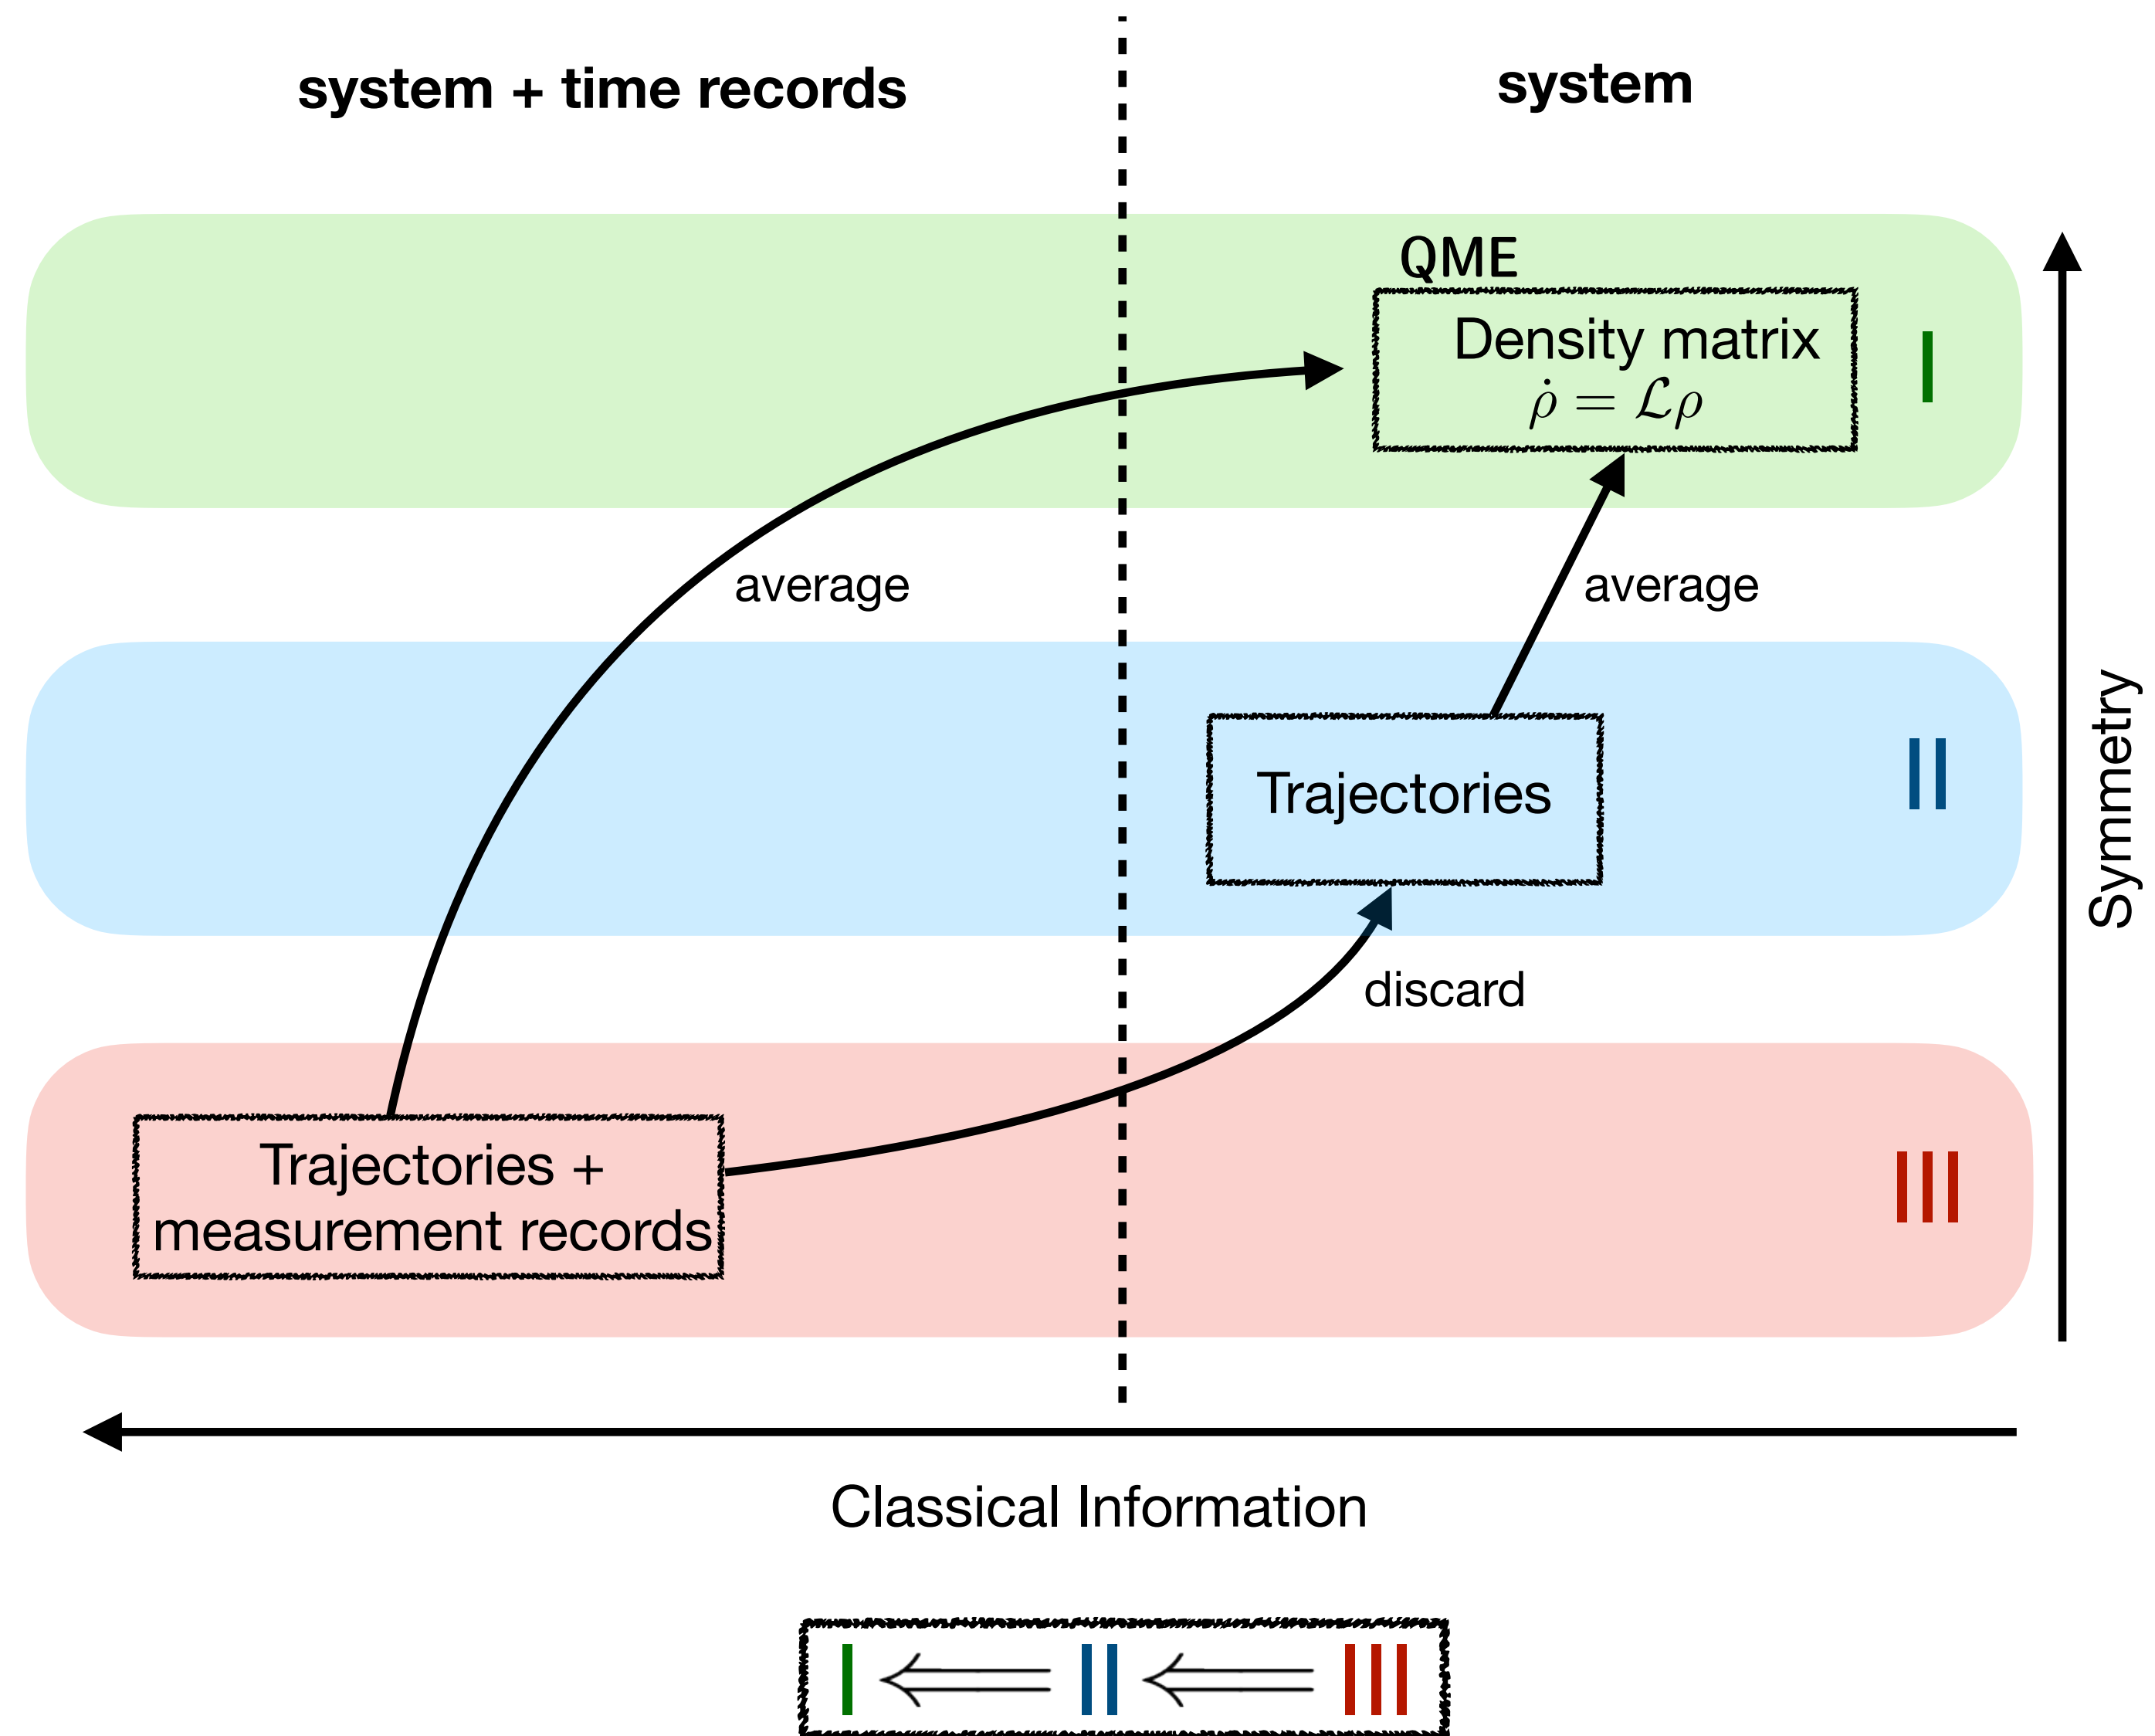 system + time records
system
QME
Density matrix
ρ̇ = ℒρ
I
average
average
Trajectories
II
Symmetry
discard
Trajectories +
measurement records
III
Classical Information
I ⟸ II ⟸ III